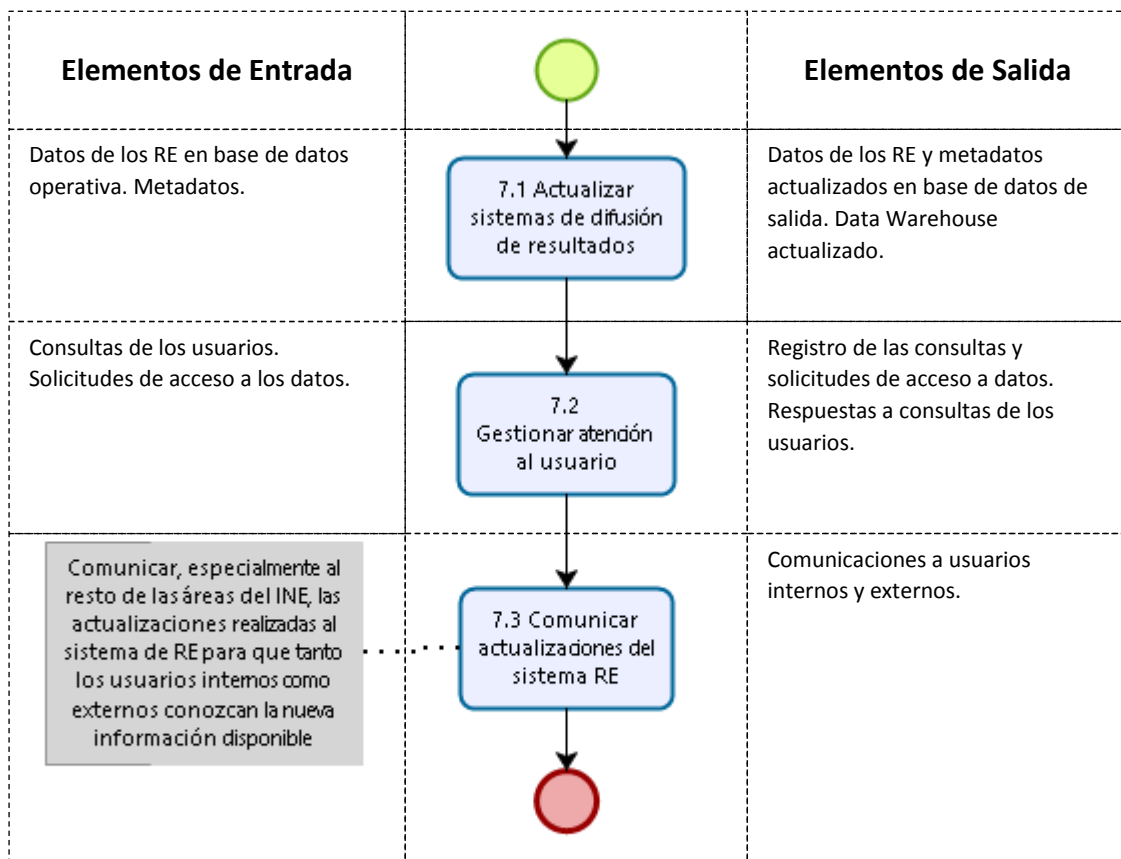 Elementos de Entrada
Elementos de Salida
Datos de los RE en base de datos
operativa. Metadatos.
7.1 Actualizar
sistemas de difusión
de resultados
Datos de los RE y metadatos
actualizados en base de datos de
salida. Data Warehouse
actualizado.
Consultas de los usuarios.
Solicitudes de acceso a los datos.
7.2
Gestionar atención
al usuario
Registro de las consultas y
solicitudes de acceso a datos.
Respuestas a consultas de los
usuarios.
Comunicar, especialmente al
resto de las áreas del INE, las
actualizaciones realizadas al
sistema de RE para que tanto
los usuarios internos como
externos conozcan la nueva
información disponible
7.3 Comunicar
actualizaciones del
sistema RE
Comunicaciones a usuarios
internos y externos.